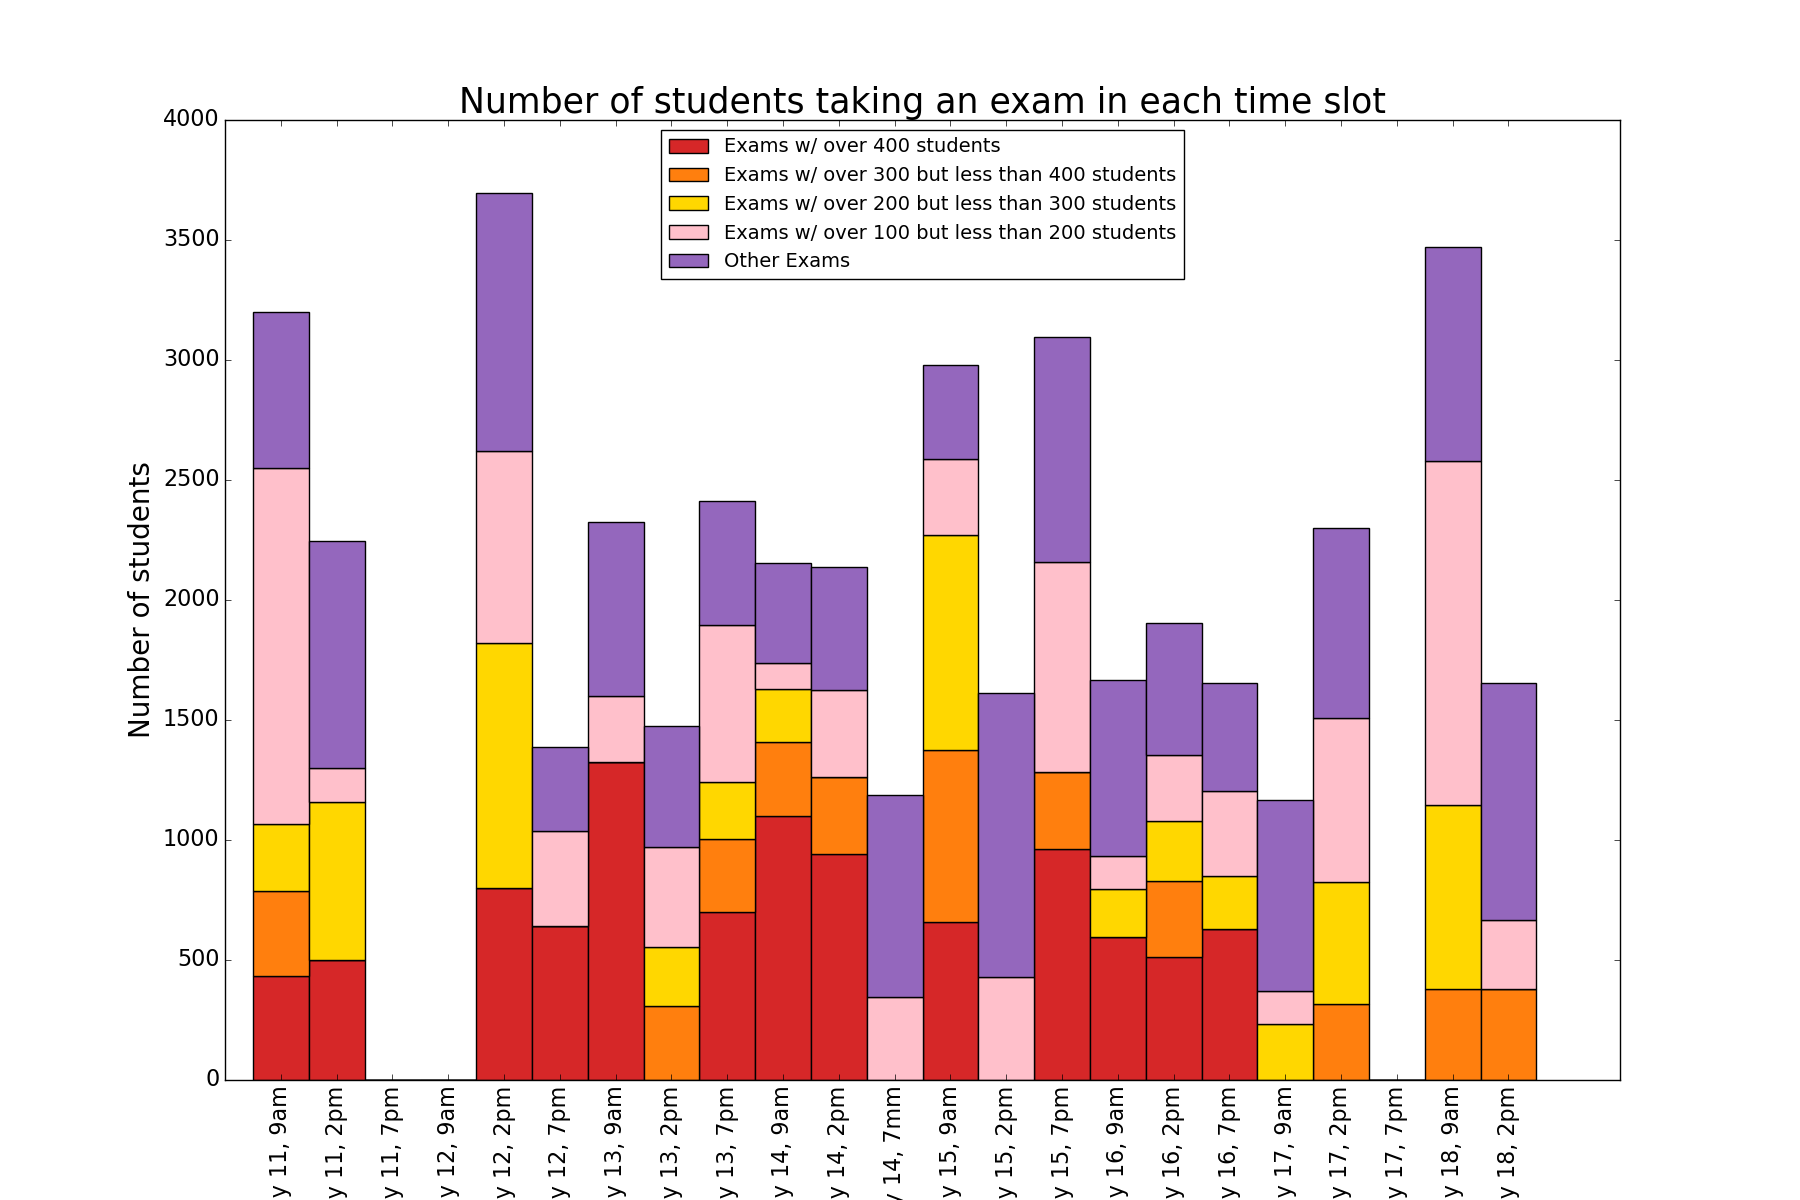 Number of students taking an exam in each time slot
Exams w/ over 400 students
Exams w/ over 300 but less than 400 students
Exams w/ over 200 but less than 300 students
Exams w/ over 100 but less than 200 students
Other Exams
Number of students
4000
3500
3000
2500
2000
1500
1000
500
0
y 11, 9am
y 11, 2pm
y 11, 7pm
y 12, 9am
y 12, 2pm
y 12, 7pm
y 13, 9am
y 13, 2pm
y 13, 7pm
y 14, 9am
y 14, 2pm
y 14, 7mm
y 15, 9am
y 15, 2pm
y 15, 7pm
y 16, 9am
y 16, 2pm
y 16, 7pm
y 17, 9am
y 17, 2pm
y 17, 7pm
y 18, 9am
y 18, 2pm